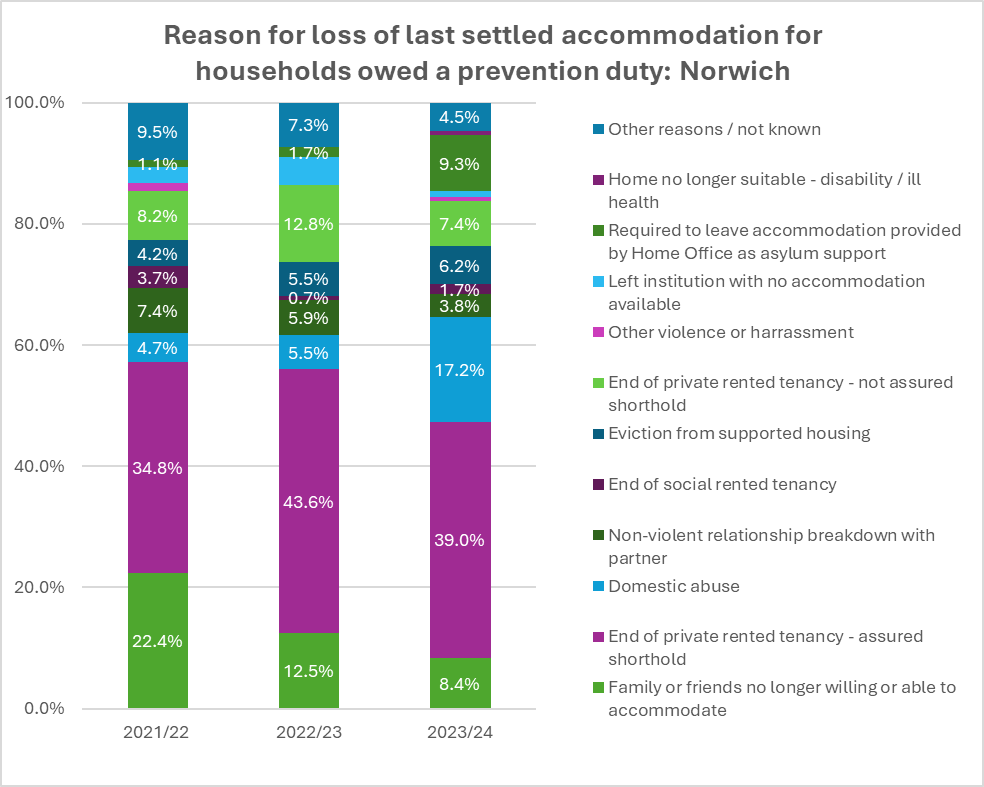 Reason for loss of last settled accommodation for
households owed a prevention duty: Norwich
100.0%
80.0%
60.0%
40.0%
20.0%
0.0%
9.5%
1.1%
8.2%
4.2%
3.7%
7.4%
4.7%
34.8%
22.4%
7.3%
1.7%
12.8%
5.5%
0.7%
5.9%
5.5%
43.6%
12.5%
4.5%
9.3%
7.4%
6.2%
1.7%
3.8%
17.2%
39.0%
8.4%
2021/22
2022/23
2023/24
Other reasons / not known
Home no longer suitable - disability / ill
health
Required to leave accommodation provided
by Home Office as asylum support
Left institution with no accommodation
available
Other violence or harrassment
End of private rented tenancy - not assured
shorthold
Eviction from supported housing
End of social rented tenancy
Non-violent relationship breakdown with
partner
Domestic abuse
End of private rented tenancy - assured
shorthold
Family or friends no longer willing or able to
accommodate